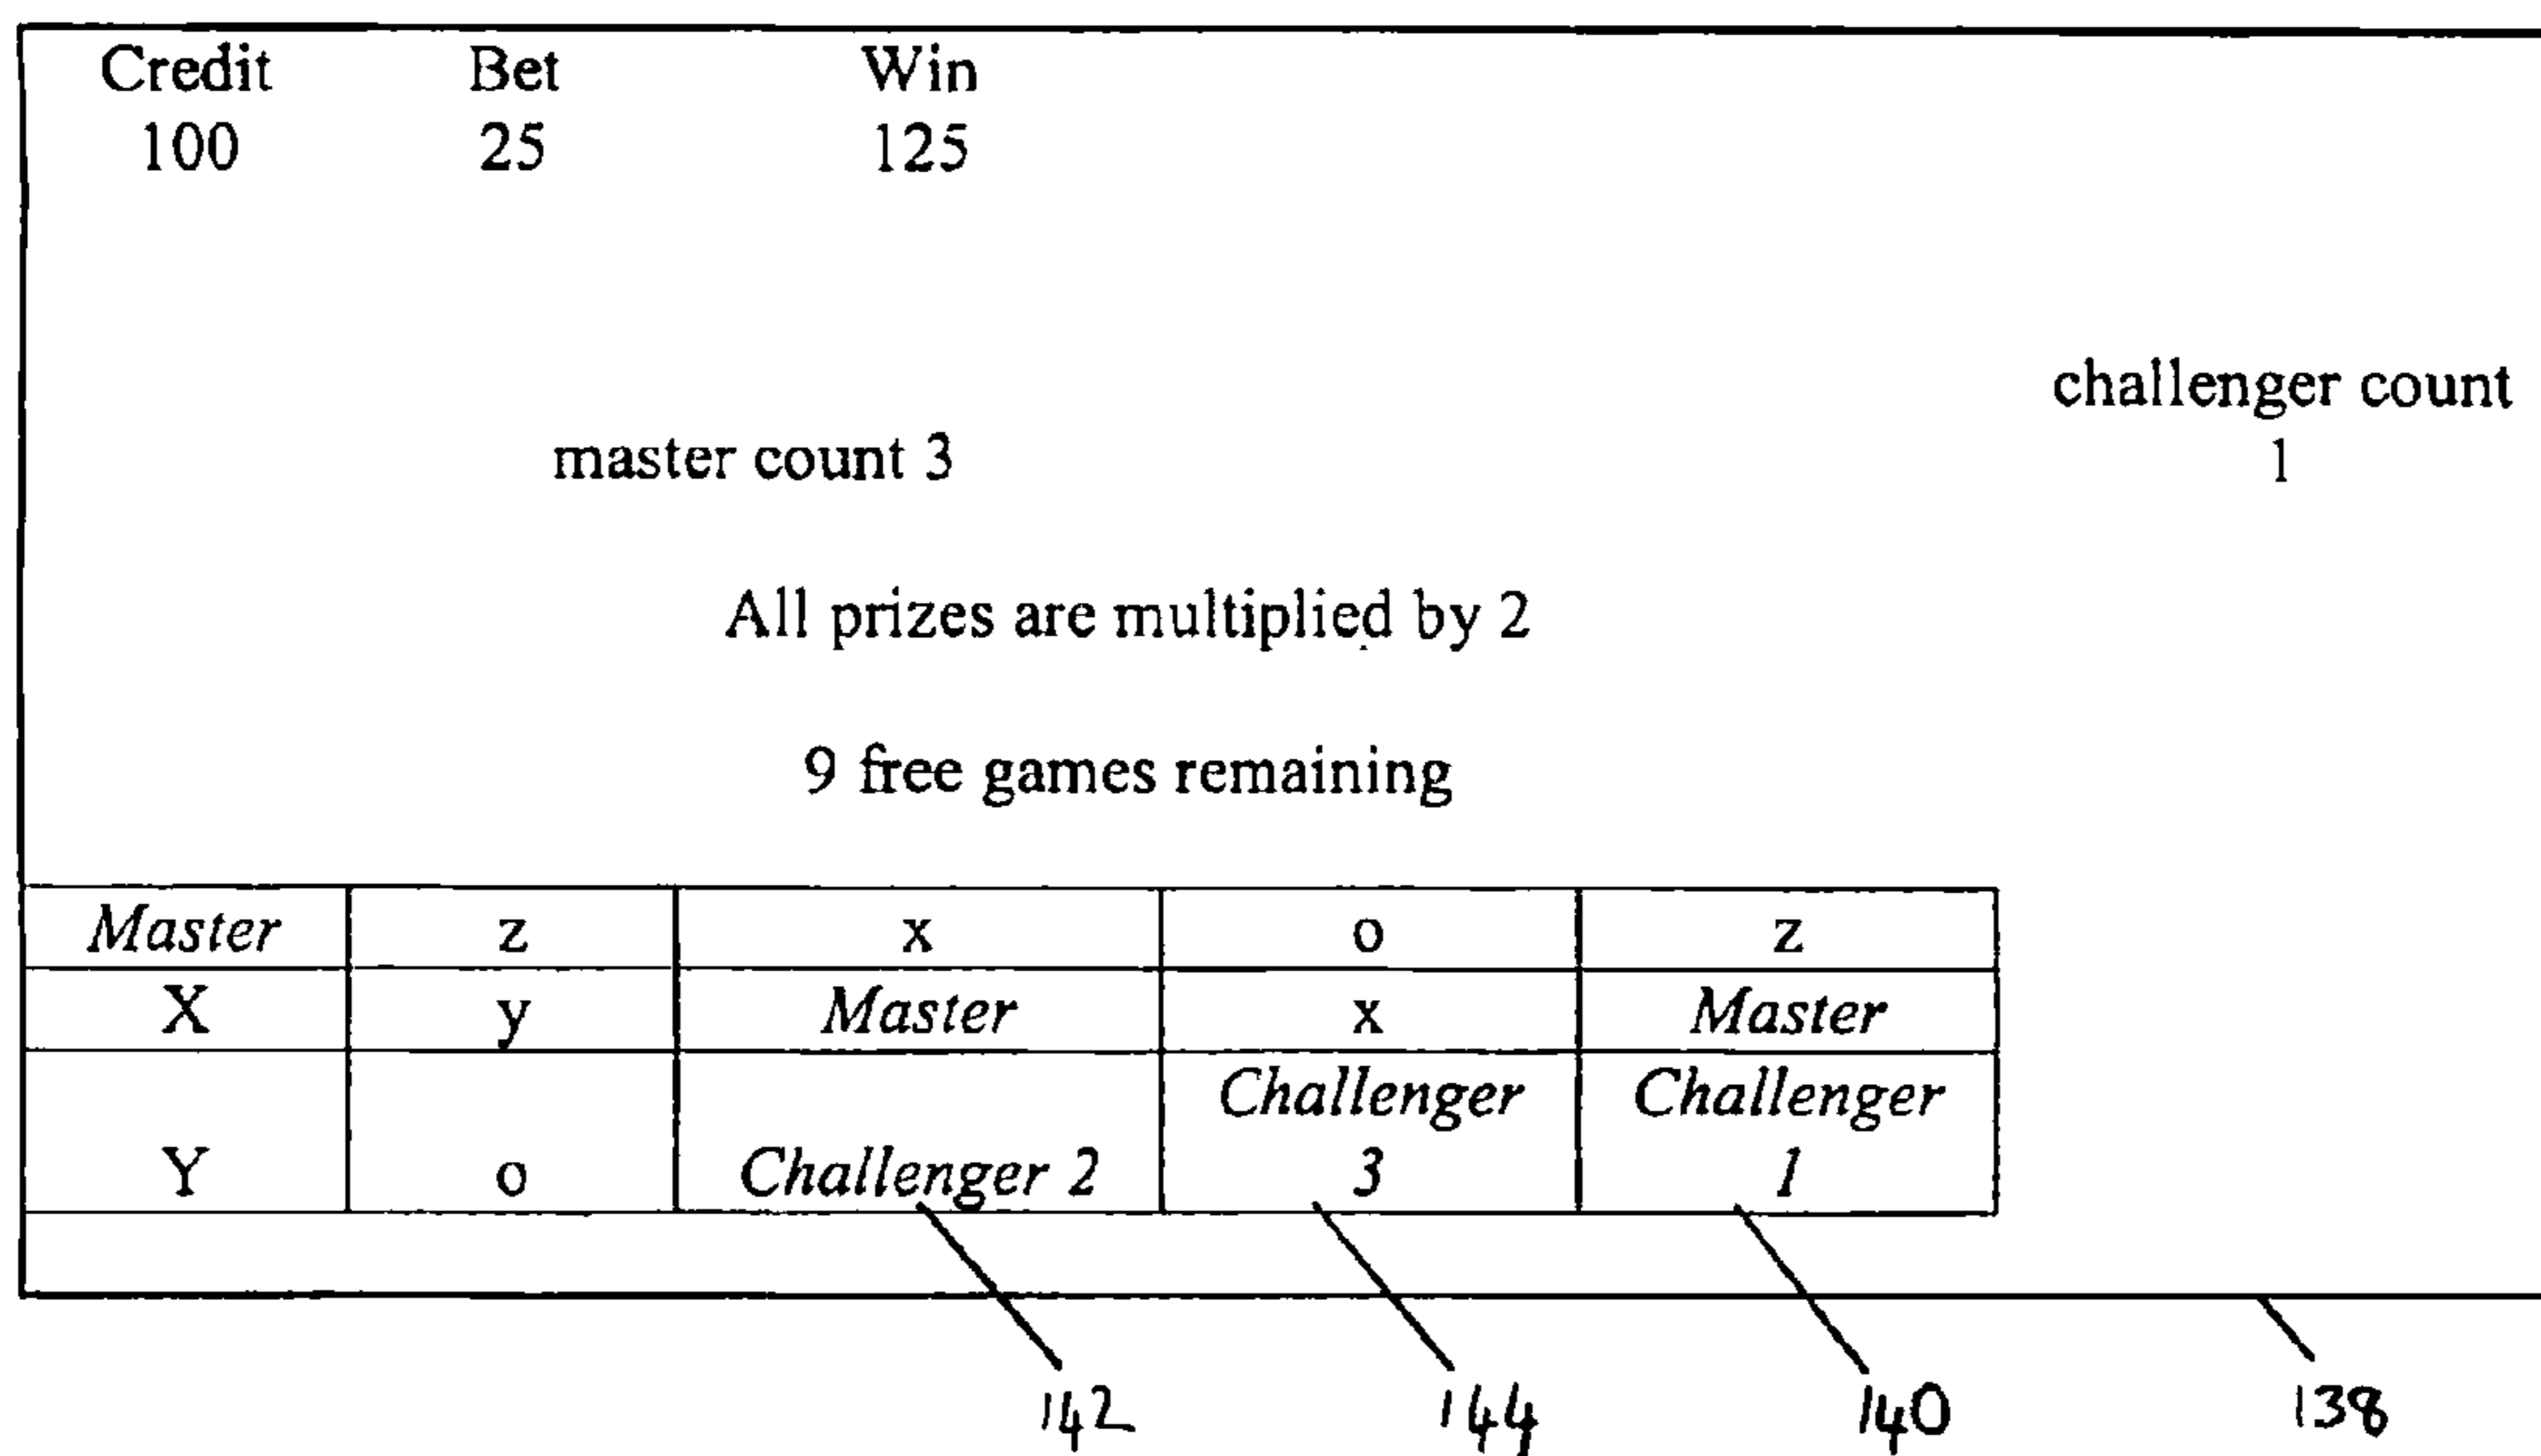 Credit Bet Win
100 25 125
challenger count
master count 3 1
All prizes are multiplied by 2
9 free games remaining
Master z x o z
X y Master x Master
Challenger Challenger
Y o Challenger 2 3 1
142 144 140 138